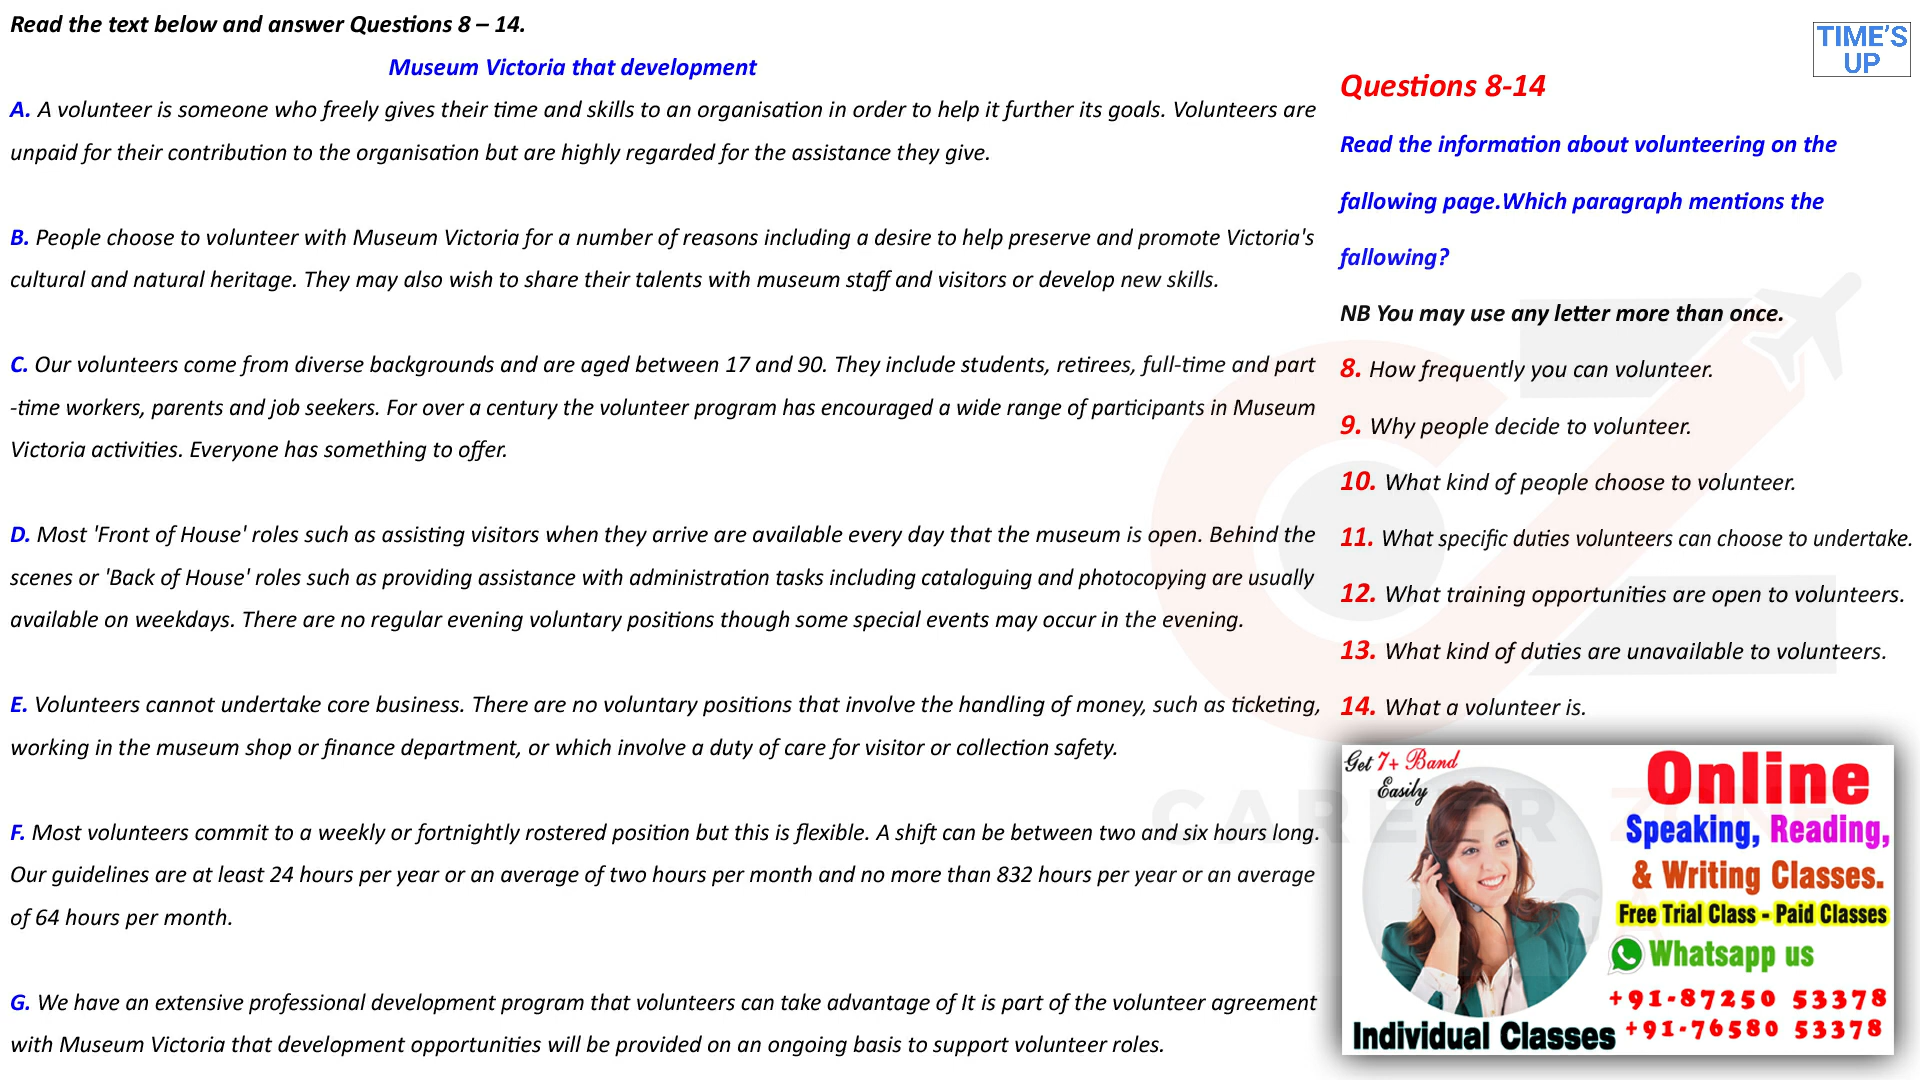 Read the text below and answer Questions 8 – 14.
Museum Victoria that development
A. A volunteer is someone who freely gives their time and skills to an organisation in order to help it further its goals. Volunteers are
unpaid for their contribution to the organisation but are highly regarded for the assistance they give.
B. People choose to volunteer with Museum Victoria for a number of reasons including a desire to help preserve and promote Victoria's
cultural and natural heritage. They may also wish to share their talents with museum staff and visitors or develop new skills.
C. Our volunteers come from diverse backgrounds and are aged between 17 and 90. They include students, retirees, full-time and part
-time workers, parents and job seekers. For over a century the volunteer program has encouraged a wide range of participants in Museum
Victoria activities. Everyone has something to offer.
D. Most 'Front of House' roles such as assisting visitors when they arrive are available every day that the museum is open. Behind the
scenes or 'Back of House' roles such as providing assistance with administration tasks including cataloguing and photocopying are usually
available on weekdays. There are no regular evening voluntary positions though some special events may occur in the evening.
E. Volunteers cannot undertake core business. There are no voluntary positions that involve the handling of money, such as ticketing,
working in the museum shop or finance department, or which involve a duty of care for visitor or collection safety.
F. Most volunteers commit to a weekly or fortnightly rostered position but this is flexible. A shift can be between two and six hours long.
Our guidelines are at least 24 hours per year or an average of two hours per month and no more than 832 hours per year or an average
of 64 hours per month.
G. We have an extensive professional development program that volunteers can take advantage of It is part of the volunteer agreement
with Museum Victoria that development opportunities will be provided on an ongoing basis to support volunteer roles.
TIME'S
UP
Questions 8-14
Read the information about volunteering on the
fallowing page.Which paragraph mentions the
fallowing?
NB You may use any letter more than once.
8. How frequently you can volunteer.
9. Why people decide to volunteer.
10. What kind of people choose to volunteer.
11. What specific duties volunteers can choose to undertake.
12. What training opportunities are open to volunteers.
13. What kind of duties are unavailable to volunteers.
14. What a volunteer is.
Get 7+ Band
Easily
Online
Speaking, Reading,
& Writing Classes.
Free Trial Class - Paid Classes
Whatsapp us
+91-87250 53378
+91-76580 53378
Individual Classes
CAREER